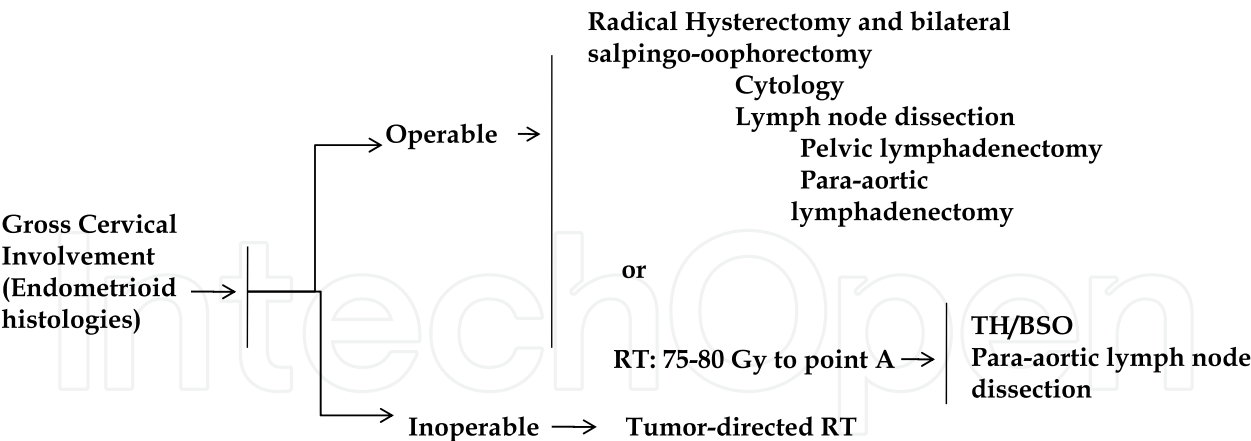 Radical Hysterectomy and bilateral
salpingo-oophorectomy
Cytology
Lymph node dissection
Pelvic lymphadenectomy
Para-aortic
lymphadenectomy
Operable
Gross Cervical
Involvement
(Endometrioid
histologies)
or
RT: 75-80 Gy to point A
TH/BSO
Para-aortic lymph node
dissection
Inoperable
Tumor-directed RT
IntechOpen